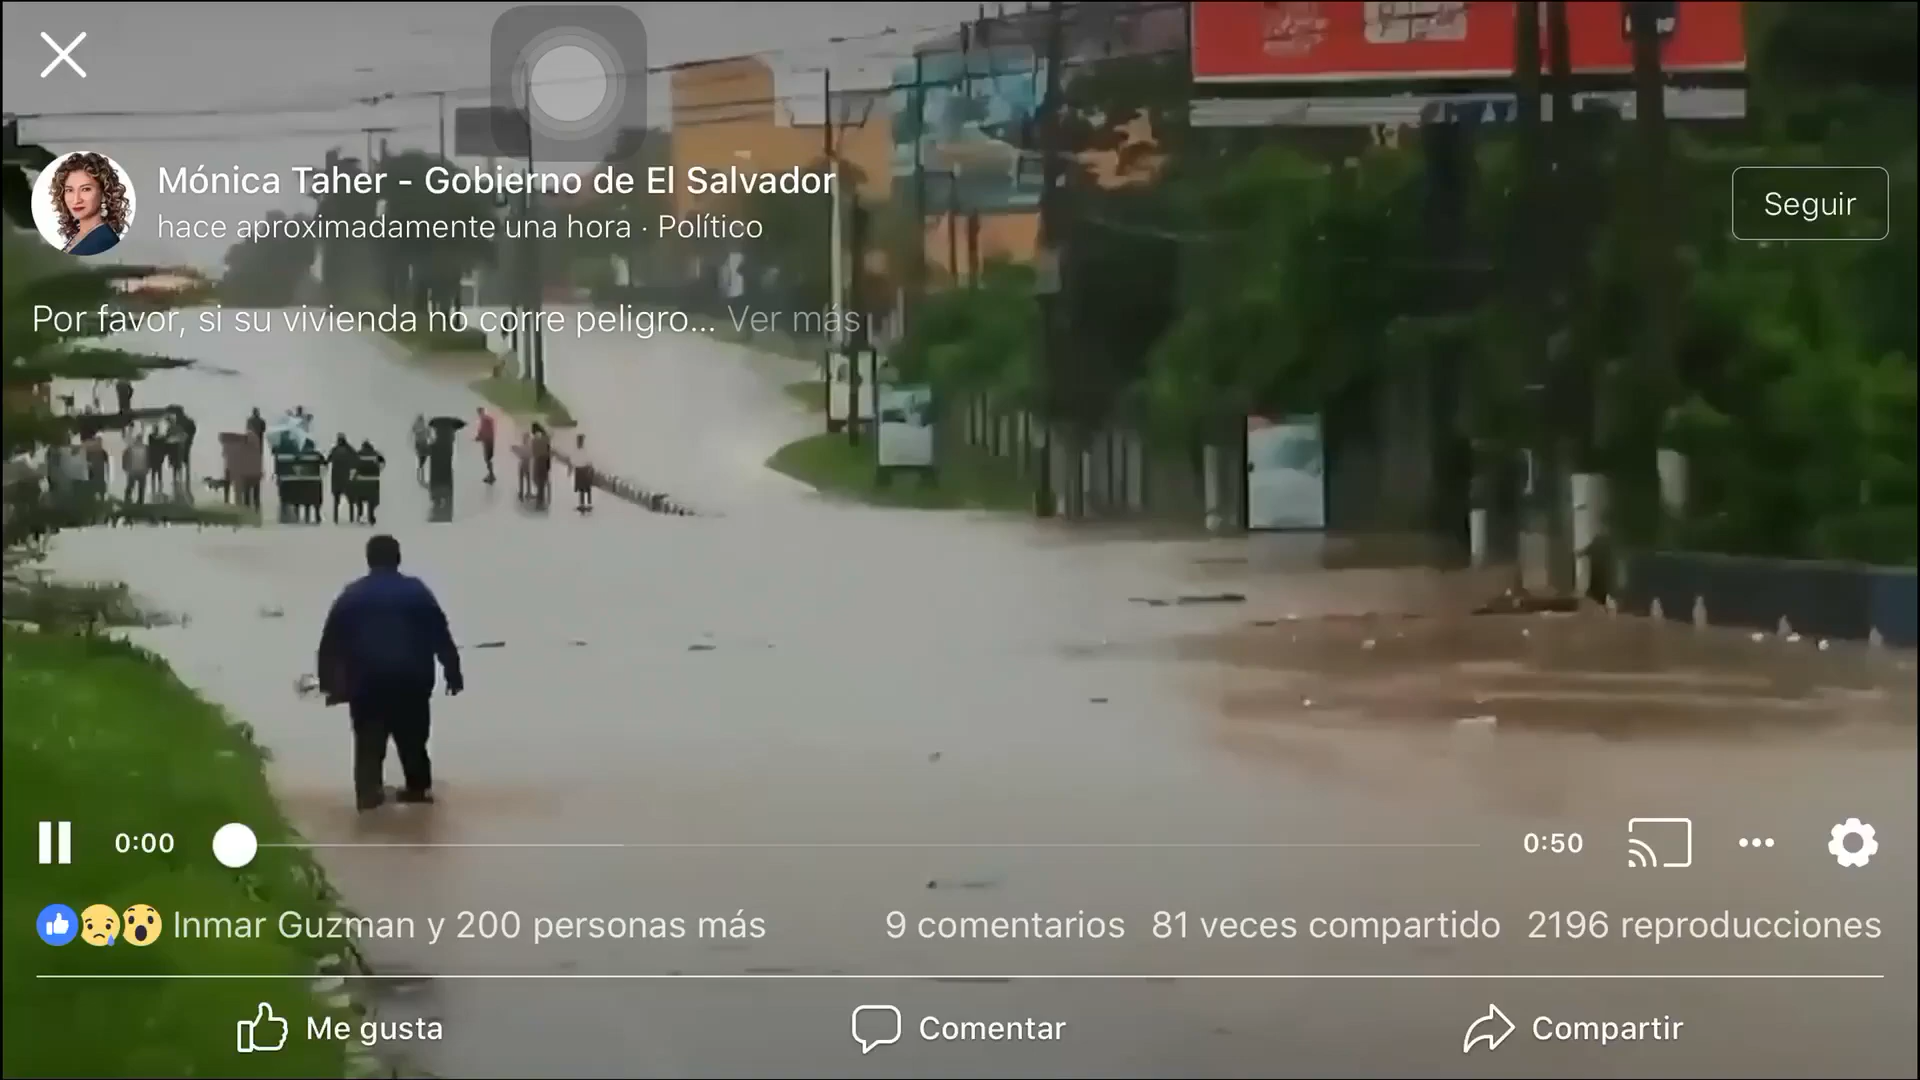 Mónica Taher - Gobierno de El Salvador
hace aproximadamente una hora · Político
Seguir
Por favor, si su vivienda no corre peligro... Ver más
0:00
0:50
Inmar Guzman y 200 personas más
9 comentarios 81 veces compartido 2196 reproducciones
Me gusta
Comentar
Compartir